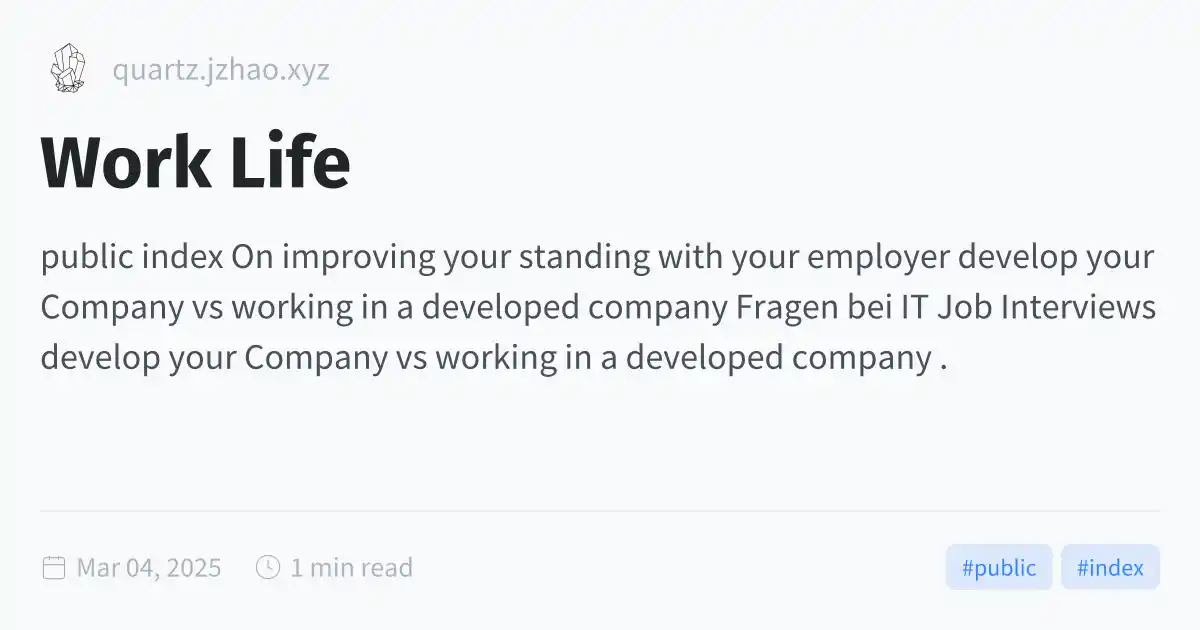 quartz.jzhao.xyz
Work Life
public index On improving your standing with your employer develop your
Company vs working in a developed company Fragen bei IT Job Interviews
develop your Company vs working in a developed company .
Mar 04, 2025 1 min read #public #index